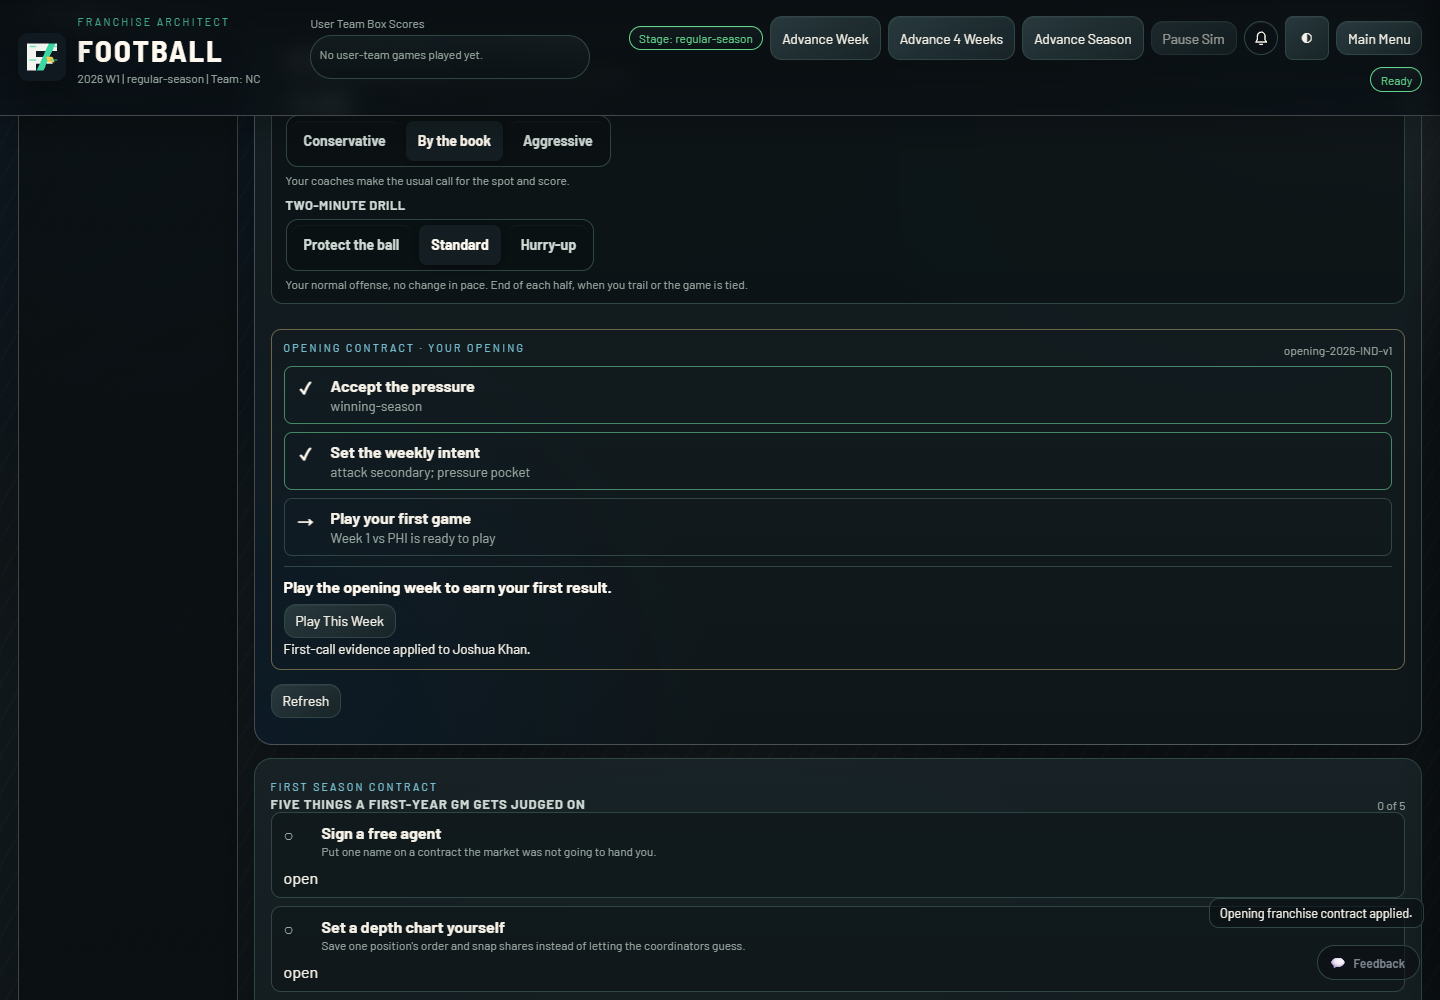 FRANCHISE ARCHITECT
FOOTBALL
2026 W1 | regular-season | Team: NC
User Team Box Scores
No user-team games played yet.
Stage: regular-season
Advance Week
Advance 4 Weeks
Advance Season
Pause Sim
Main Menu
Ready
Conservative
By the book
Aggressive
Your coaches make the usual call for the spot and score.
TWO-MINUTE DRILL
Protect the ball
Standard
Hurry-up
Your normal offense, no change in pace. End of each half, when you trail or the game is tied.
OPENING CONTRACT · YOUR OPENING
opening-2026-IND-v1
✓ Accept the pressure
winning-season
✓ Set the weekly intent
attack secondary; pressure pocket
→ Play your first game
Week 1 vs PHI is ready to play
Play the opening week to earn your first result.
Play This Week
First-call evidence applied to Joshua Khan.
Refresh
FIRST SEASON CONTRACT
FIVE THINGS A FIRST-YEAR GM GETS JUDGED ON
0 of 5
○ Sign a free agent
Put one name on a contract the market was not going to hand you.
open
○ Set a depth chart yourself
Save one position's order and snap shares instead of letting the coordinators guess.
open
Opening franchise contract applied.
Feedback